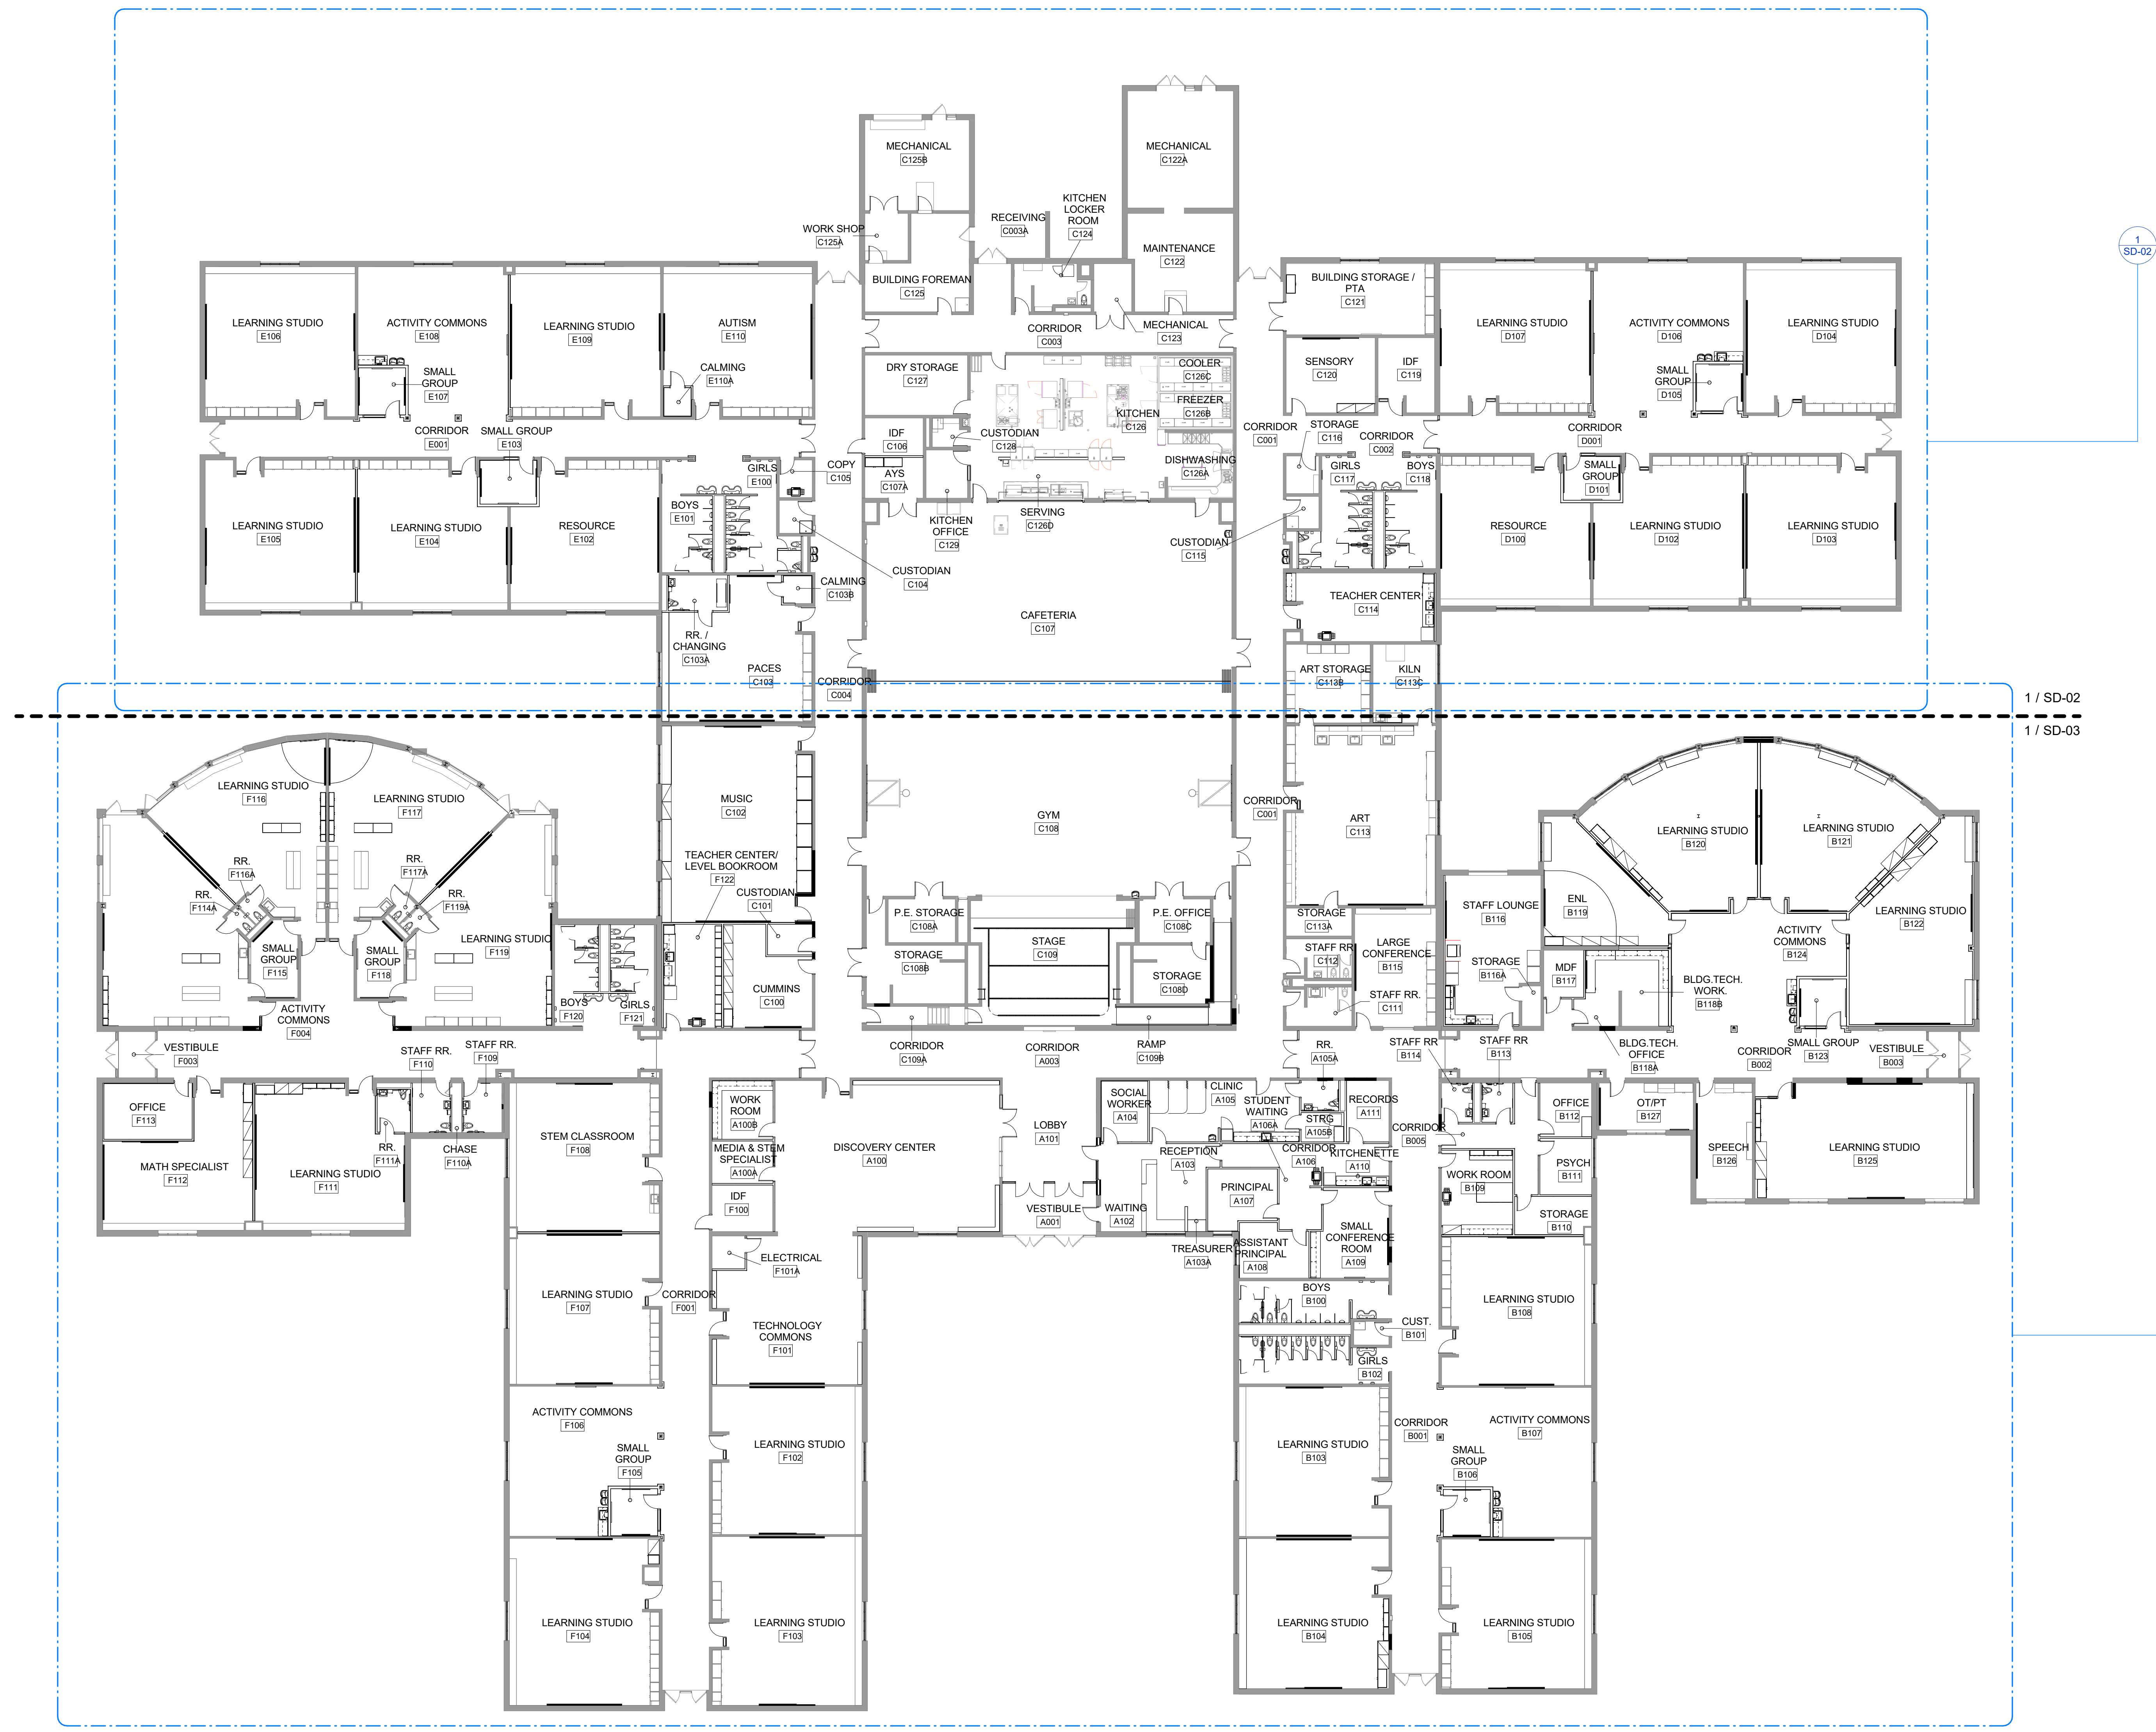 MECHANICAL
C125B
MECHANICAL
C122A
KITCHEN
LOCKER
ROOM
C124
RECEIVING
C003A
WORK SHOP
C125A
MAINTENANCE
C122
BUILDING FOREMAN
C125
1
SD-02
BUILDING STORAGE /
PTA
C121
LEARNING STUDIO
E106
ACTIVITY COMMONS
E108
LEARNING STUDIO
E109
AUTISM
E110
CORRIDOR
C003
MECHANICAL
C123
LEARNING STUDIO
D107
ACTIVITY COMMONS
D106
LEARNING STUDIO
D104
SMALL
GROUP
E107
CALMING
E110A
DRY STORAGE
C127
COOLER
C126C
FREEZER
C126B
KITCHEN
C126
SENSORY
C120
IDF
C119
SMALL
GROUP
D105
CORRIDOR
E001
SMALL GROUP
E103
IDF
C106
CUSTODIAN
C128
CORRIDOR
C001
STORAGE
C116
CORRIDOR
C002
CORRIDOR
D001
GIRLS
E100
COPY
C105
AYS
C107A
DISHWASHING
C126A
GIRLS
C117
BOYS
C118
SMALL
GROUP
D101
BOYS
E101
LEARNING STUDIO
E105
LEARNING STUDIO
E104
RESOURCE
E102
KITCHEN
OFFICE
C129
SERVING
C126D
CUSTODIAN
C115
RESOURCE
D100
LEARNING STUDIO
D102
LEARNING STUDIO
D103
CUSTODIAN
C104
CALMING
C103B
TEACHER CENTER
C114
CAFETERIA
C107
RR. /
CHANGING
C103A
PACES
C103
CORRIDOR
C004
ART STORAGE
C113B
KILN
C113C
1 / SD-02
1 / SD-03
LEARNING STUDIO
F116
LEARNING STUDIO
F117
MUSIC
C102
GYM
C108
CORRIDOR
C001
ART
C113
LEARNING STUDIO
B120
LEARNING STUDIO
B121
RR.
F116A
RR.
F117A
RR.
F114A
RR.
F119A
TEACHER CENTER/
LEVEL BOOKROOM
F122
CUSTODIAN
C101
P.E. STORAGE
C108A
P.E. OFFICE
C108C
STORAGE
C113A
STAFF LOUNGE
B116
ENL
B119
LEARNING STUDIO
B122
SMALL
GROUP
F115
SMALL
GROUP
F118
LEARNING STUDIO
F119
STORAGE
C108B
STAGE
C109
STORAGE
C108D
STAFF RR
C112
LARGE
CONFERENCE
B115
ACTIVITY
COMMONS
B124
STORAGE
B116A
MDF
B117
BLDG.TECH.
WORK.
B118B
CUMMINS
C100
BOYS
F120
GIRLS
F121
ACTIVITY
COMMONS
F004
STAFF RR.
C111
VESTIBULE
F003
STAFF RR.
F110
STAFF RR.
F109
CORRIDOR
C109A
CORRIDOR
A003
RAMP
C109B
RR.
A105A
STAFF RR
B114
STAFF RR
B113
BLDG.TECH.
OFFICE
B118A
CORRIDOR
B002
SMALL GROUP
B123
VESTIBULE
B003
OFFICE
F113
WORK
ROOM
A100B
SOCIAL
WORKER
A104
CLINIC
A105
STUDENT
WAITING
A106A
STRG
A105B
RECORDS
A111
OFFICE
B112
OT/PT
B127
STEM CLASSROOM
F108
LOBBY
A101
CORRIDOR
B005
MATH SPECIALIST
F112
LEARNING STUDIO
F111
RR.
F111A
CHASE
F110A
MEDIA & STEM
SPECIALIST
A100A
DISCOVERY CENTER
A100
RECEPTION
A103
CORRIDOR
A106
KITCHENETTE
A110
WORK ROOM
B109
PSYCH
B111
SPEECH
B126
LEARNING STUDIO
B125
IDF
F100
PRINCIPAL
A107
VESTIBULE
A001
WAITING
A102
STORAGE
B110
SMALL
CONFERENCE
ROOM
A109
TREASURER
A103A
ASSISTANT
PRINCIPAL
A108
ELECTRICAL
F101A
LEARNING STUDIO
F107
CORRIDOR
F001
TECHNOLOGY
COMMONS
F101
BOYS
B100
CUST.
B101
GIRLS
B102
LEARNING STUDIO
B108
ACTIVITY COMMONS
F106
SMALL
GROUP
F105
LEARNING STUDIO
F102
LEARNING STUDIO
B103
CORRIDOR
B001
ACTIVITY COMMONS
B107
SMALL
GROUP
B106
LEARNING STUDIO
F104
LEARNING STUDIO
F103
LEARNING STUDIO
B104
LEARNING STUDIO
B105